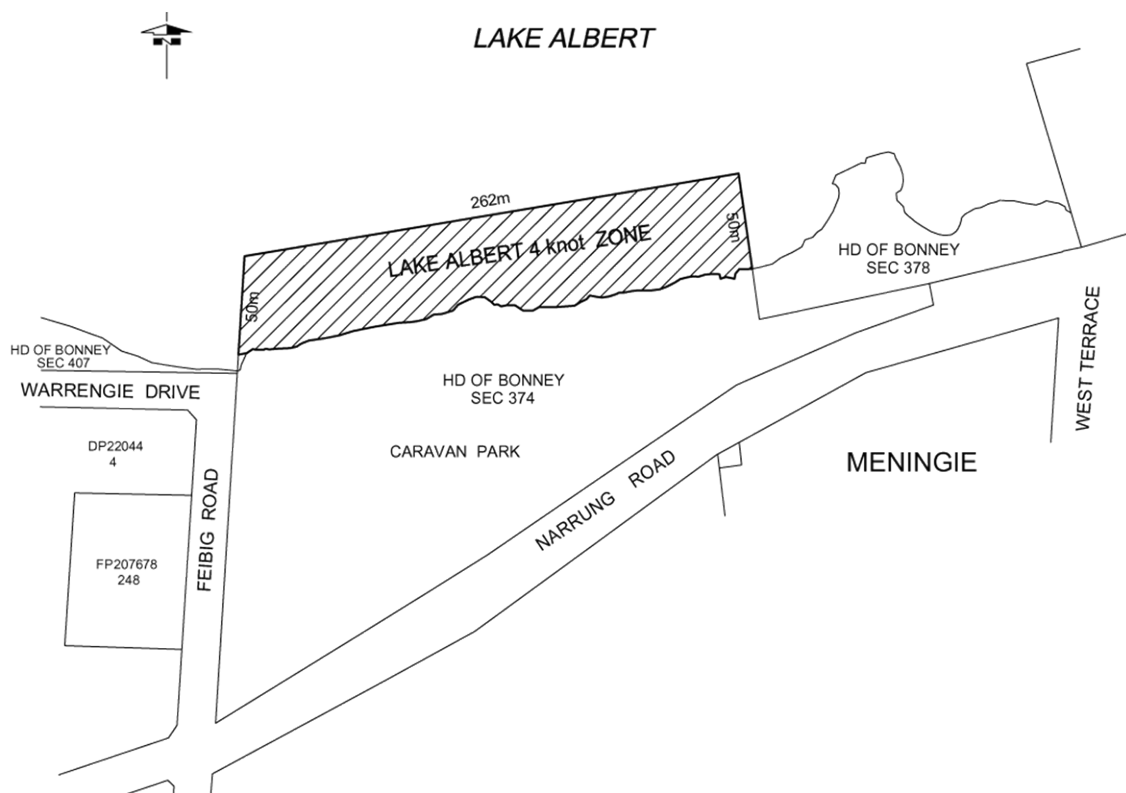 LAKE ALBERT
N
262m
50m
LAKE ALBERT 4 knot ZONE
50m
HD OF BONNEY
SEC 378
HD OF BONNEY
SEC 407
WARRENGIE DRIVE
HD OF BONNEY
SEC 374
WEST TERRACE
DP22044
4
CARAVAN PARK
MENINGIE
NARRUNG ROAD
FEIBIG ROAD
FP207678
248